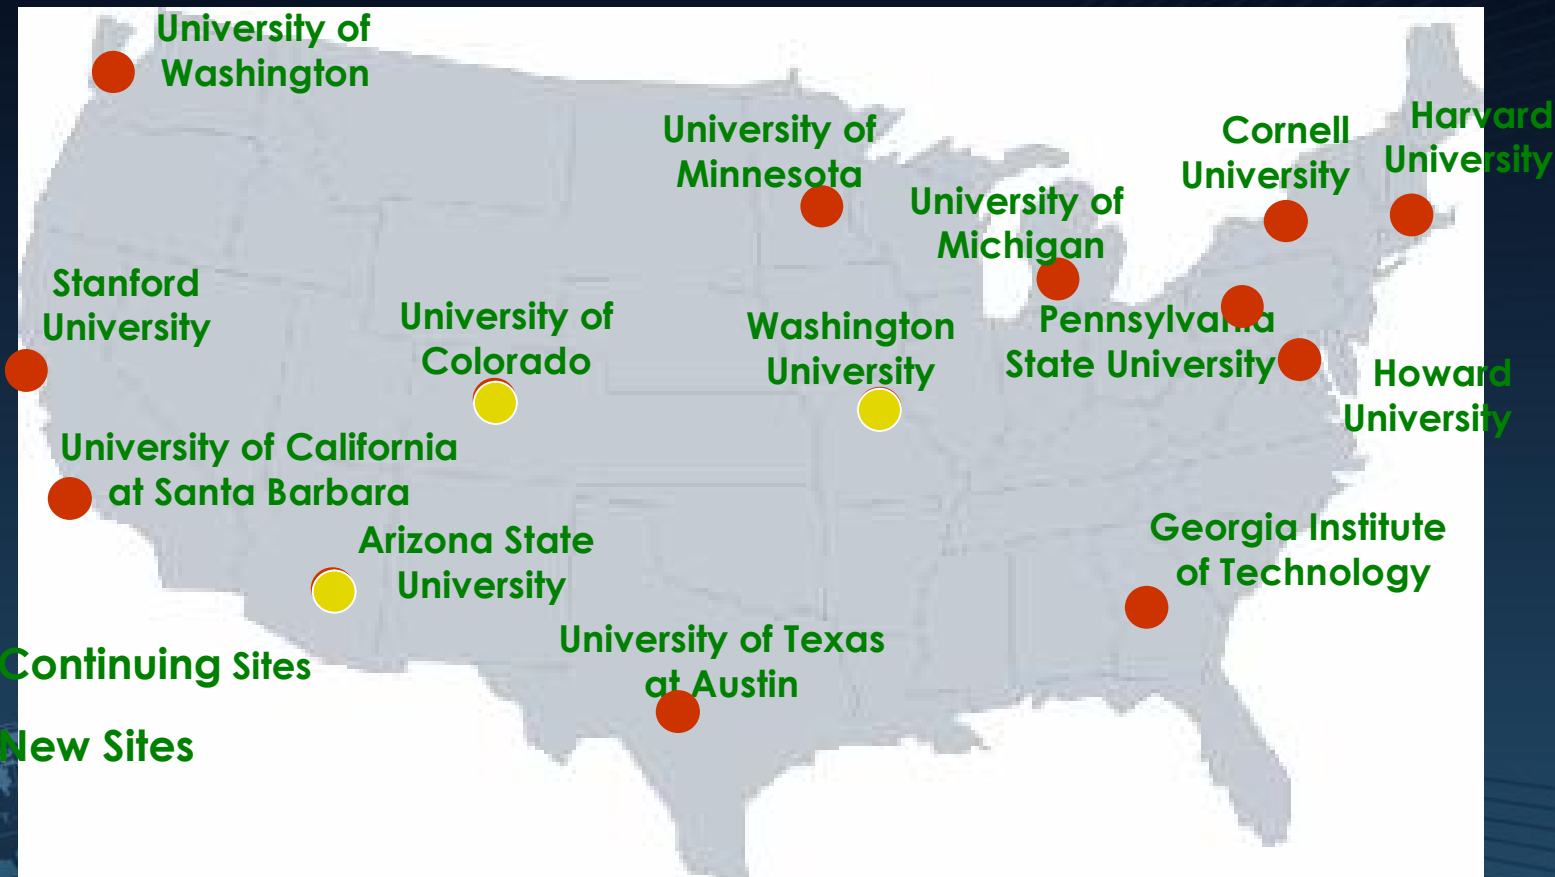 University of
Washington
University of
Minnesota
Cornell
University
Harvard
University
University of
Michigan
Stanford
University
University of
Colorado
Washington
University
Pennsylvania
State University
Howard
University
University of California
at Santa Barbara
Arizona State
University
Georgia Institute
of Technology
University of Texas
at Austin
Continuing Sites
New Sites